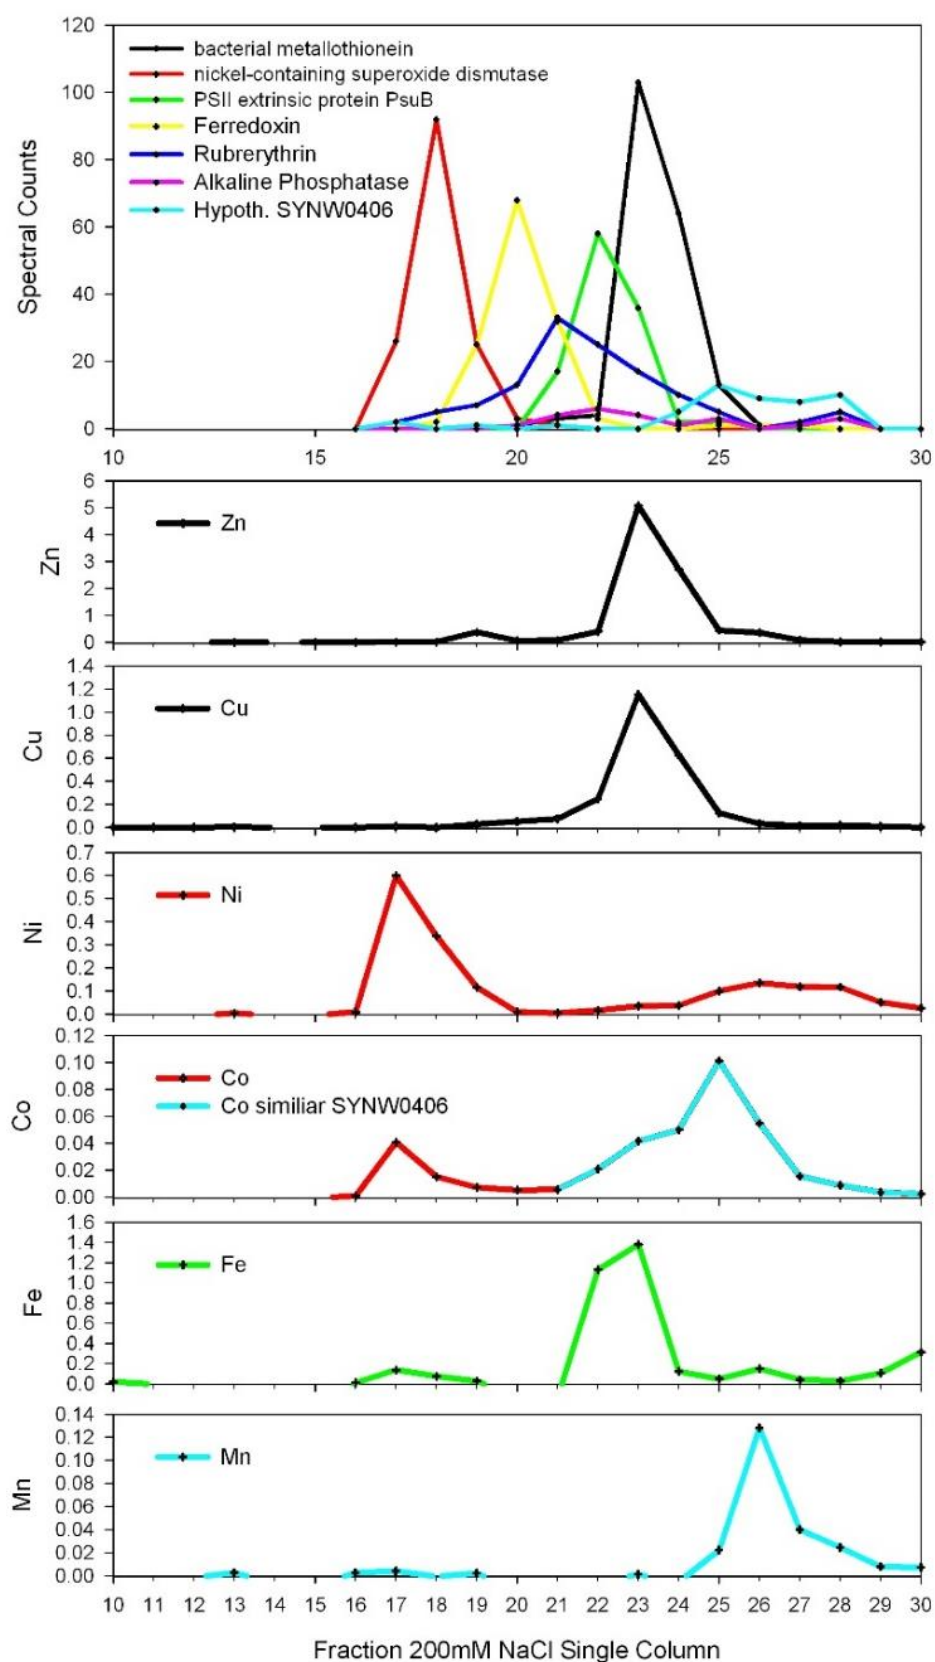 120
100
80
60
40
20
0
Spectral Counts
bacterial metallothionein
nickel-containing superoxide dismutase
PSII extrinsic protein PsuB
Ferredoxin
Rubrerythrin
Alkaline Phosphatase
Hypoth. SYNW0406
10 15 20 25 30
6
5
4
3
2
1
0
Zn
Zn
1.4
1.2
1.0
0.8
0.6
0.4
0.2
0.0
Cu
Cu
0.7
0.6
0.5
0.4
0.3
0.2
0.1
0.0
Ni
Ni
0.12
0.10
0.08
0.06
0.04
0.02
0.00
Co
Co
Co similiar SYNW0406
1.6
1.4
1.2
1.0
0.8
0.6
0.4
0.2
0.0
Fe
Fe
0.14
0.12
0.10
0.08
0.06
0.04
0.02
0.00
Mn
Mn
10 11 12 13 14 15 16 17 18 19 20 21 22 23 24 25 26 27 28 29 30
Fraction 200mM NaCl Single Column